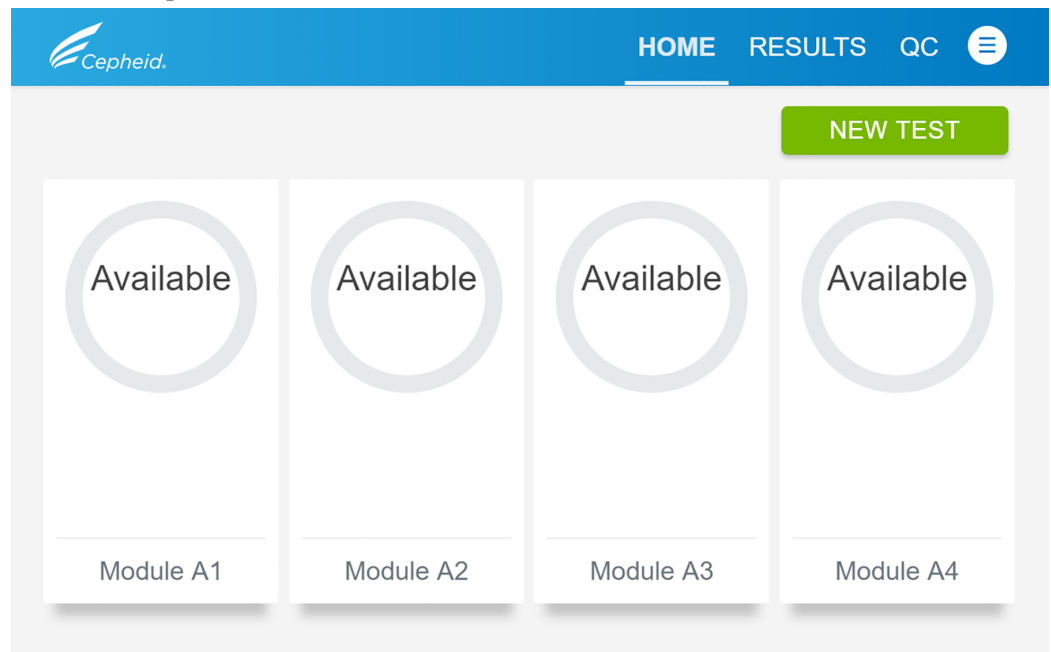 Cepheid.
HOME RESULTS QC
NEW TEST
Available Available Available Available
Module A1 Module A2 Module A3 Module A4